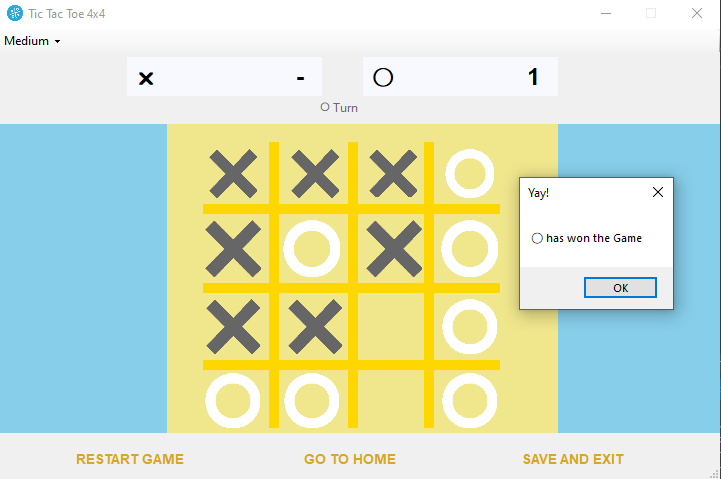 Tic Tac Toe 4x4
Medium
× -
○ 1
○ Turn
Yay!
○ has won the Game
OK
RESTART GAME
GO TO HOME
SAVE AND EXIT